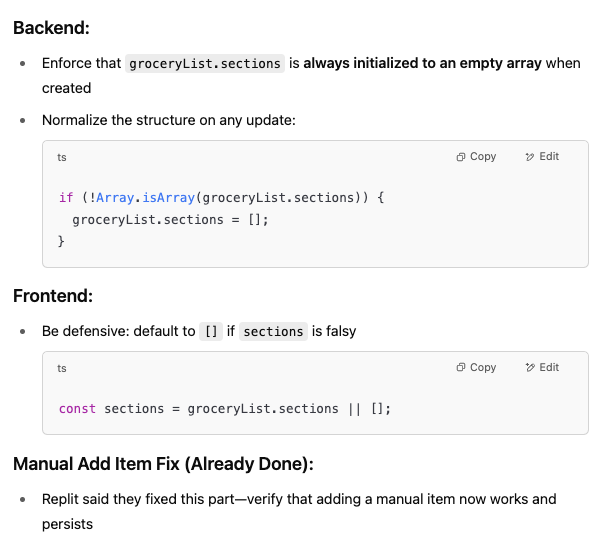 Backend:
Enforce that groceryList.sections is always initialized to an empty array when
created
Normalize the structure on any update:
ts Copy Edit
if (!Array.isArray(groceryList.sections)) {
  groceryList.sections = [];
}
Frontend:
Be defensive: default to [] if sections is falsy
ts Copy Edit
const sections = groceryList.sections || [];
Manual Add Item Fix (Already Done):
Replit said they fixed this part—verify that adding a manual item now works and
persists